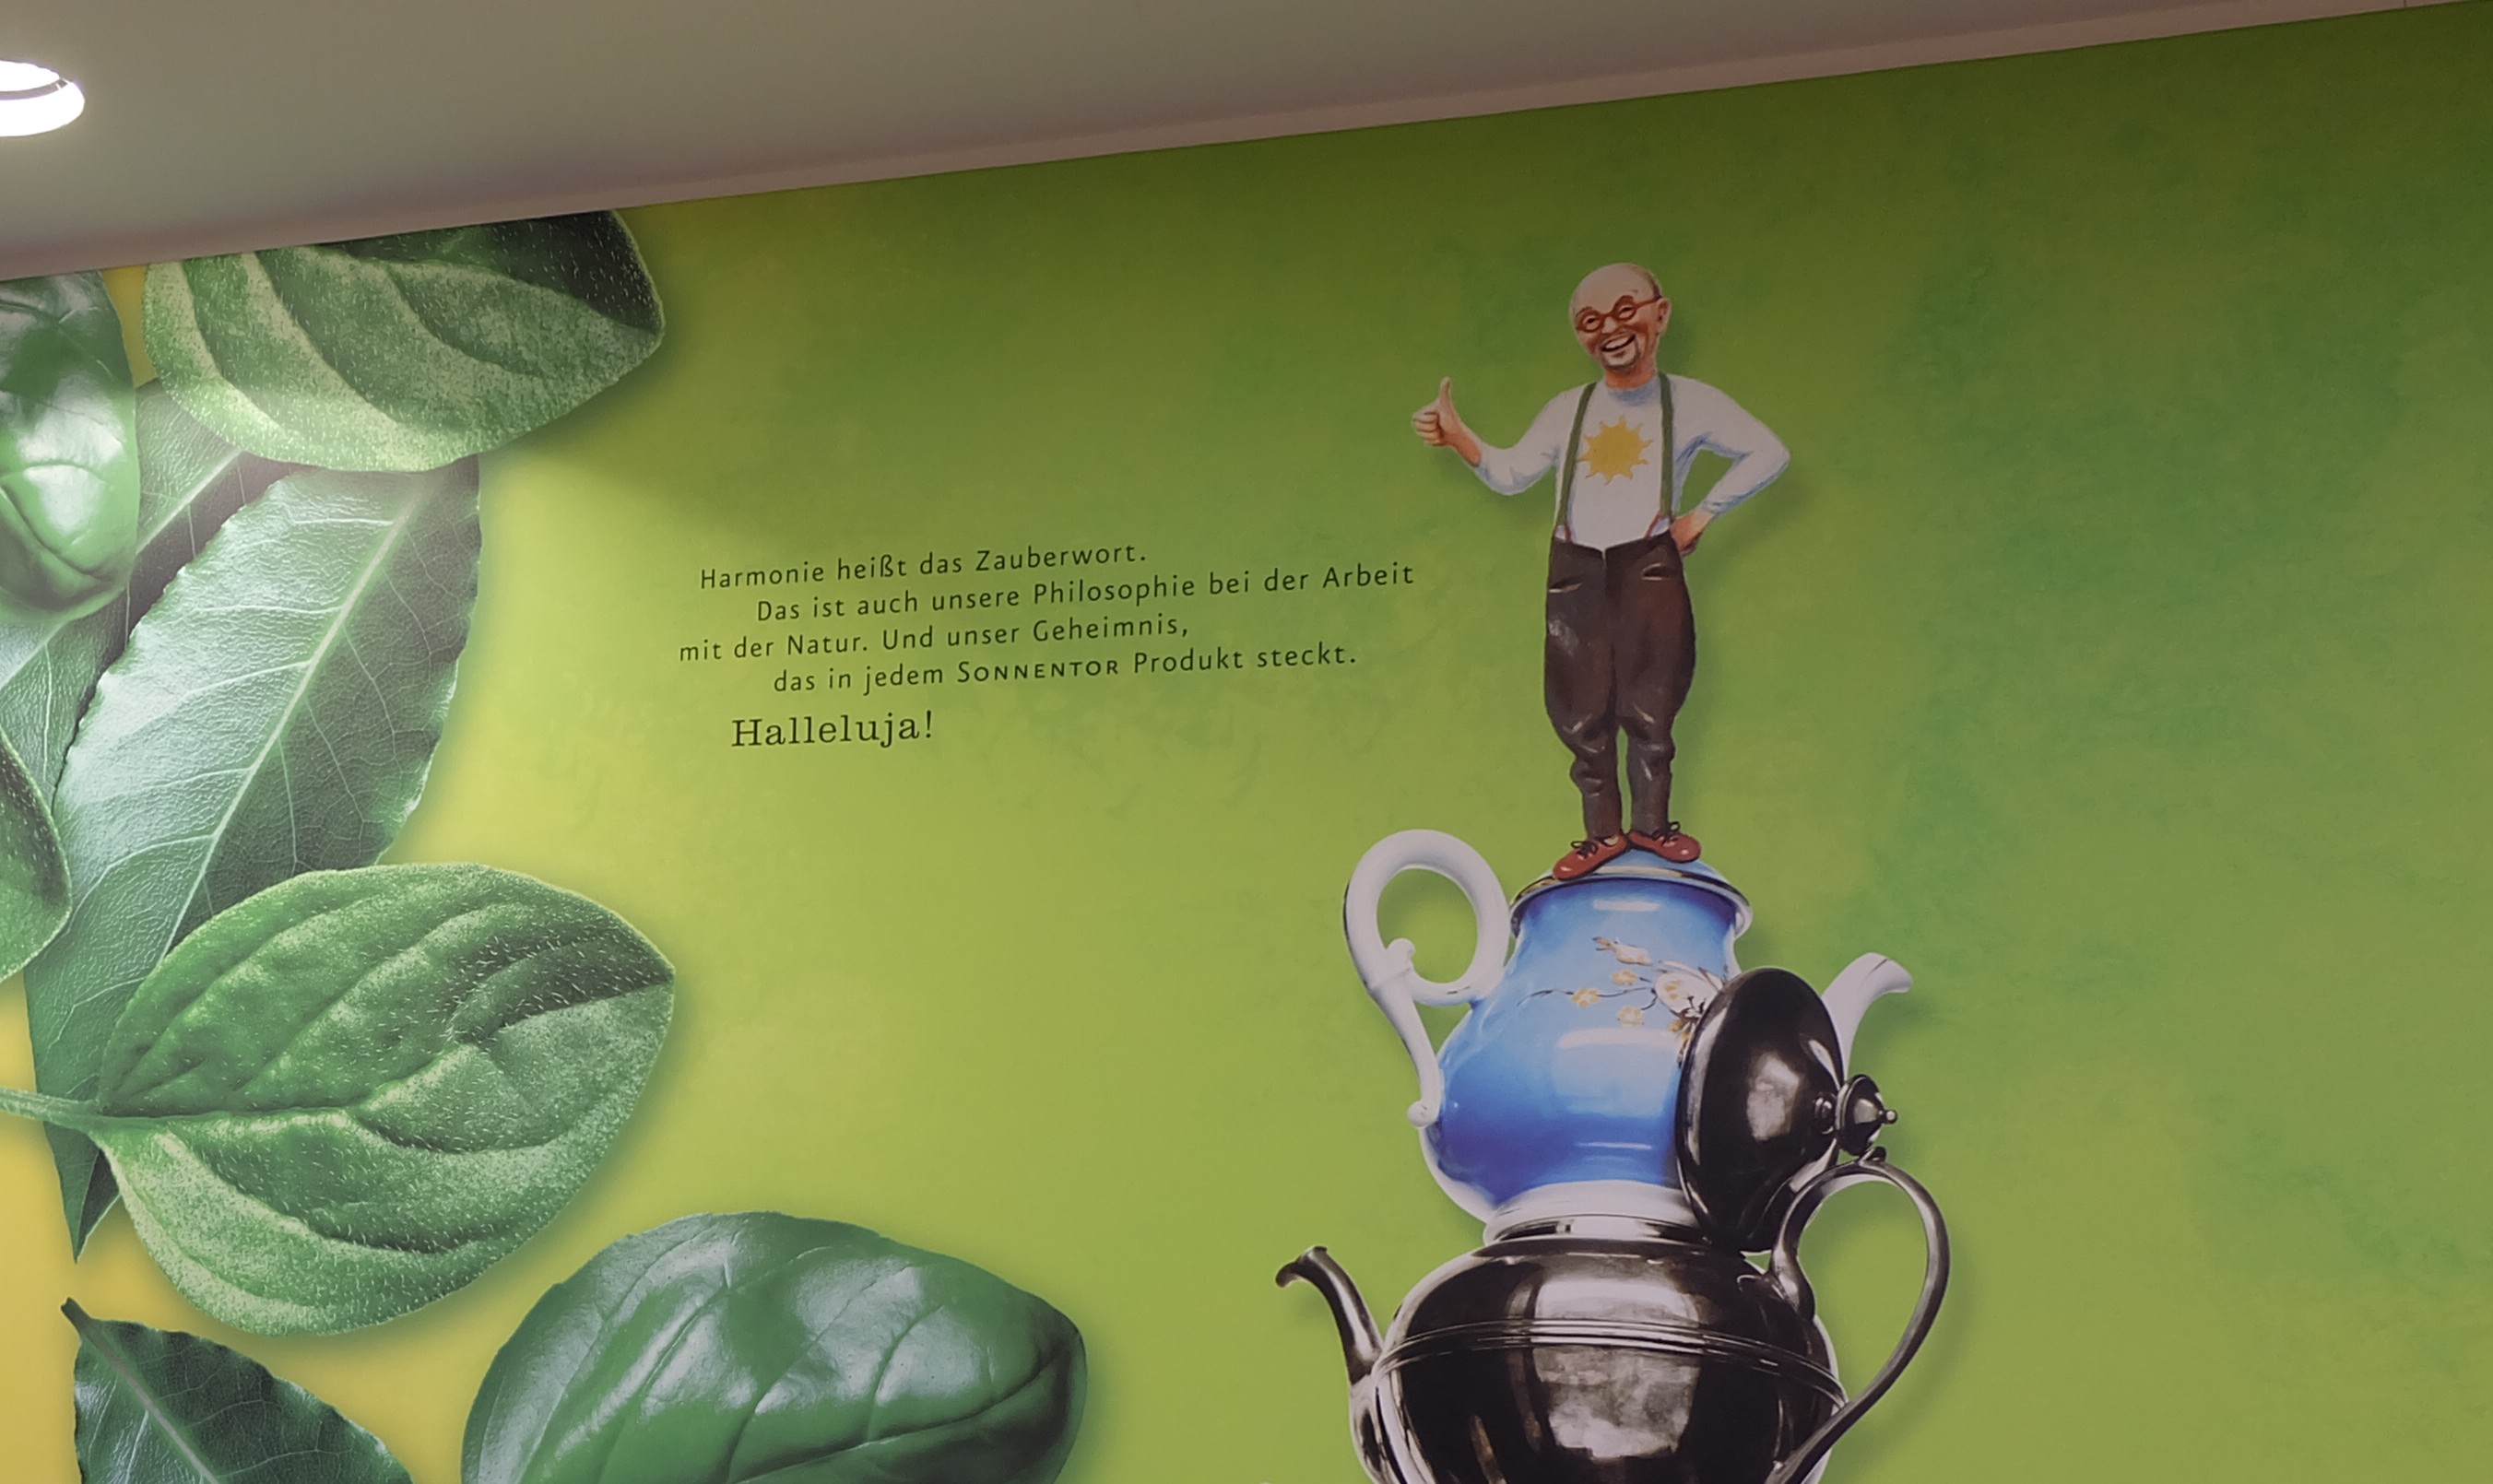 Harmonie heißt das Zauberwort.
Das ist auch unsere Philosophie bei der Arbeit
mit der Natur. Und unser Geheimnis,
das in jedem SONNENTOR Produkt steckt.
Halleluja!